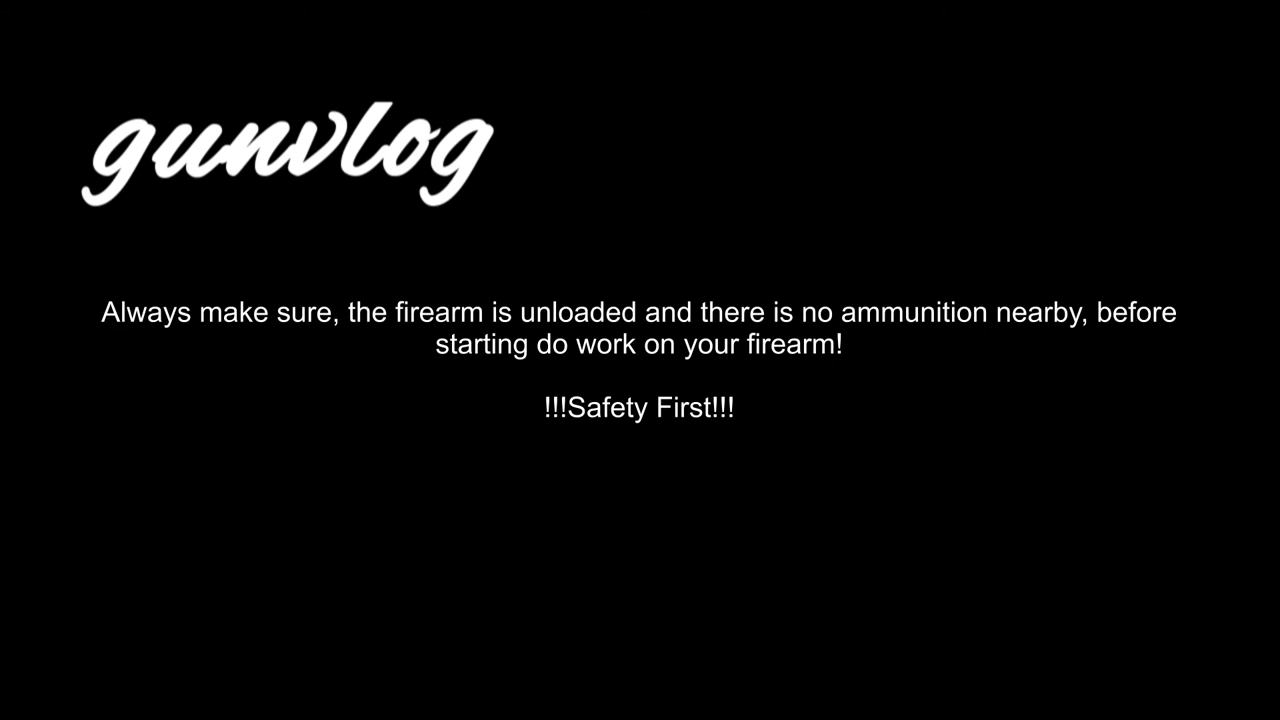 gunvlog
Always make sure, the firearm is unloaded and there is no ammunition nearby, before
starting do work on your firearm!
!!!Safety First!!!